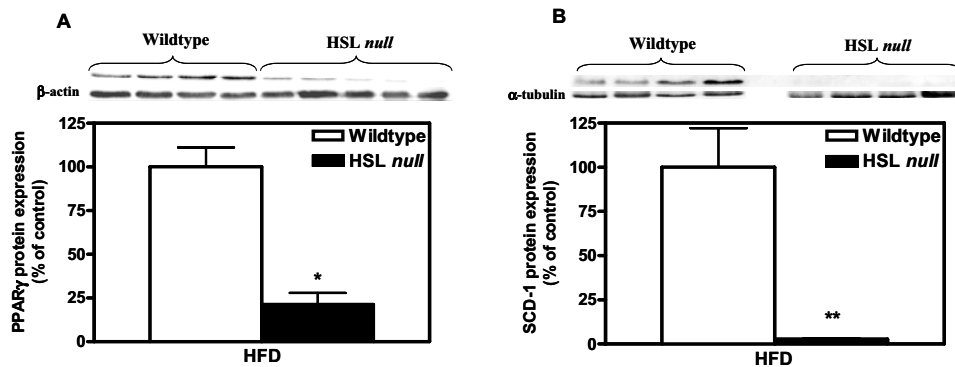 A
Wildtype
HSL null
β-actin
125
100
75
50
25
0
PPARγ protein expression
(% of control)
Wildtype
HSL null
*
HFD
B
Wildtype
HSL null
α-tubulin
125
100
75
50
25
0
SCD-1 protein expression
(% of control)
Wildtype
HSL null
**
HFD